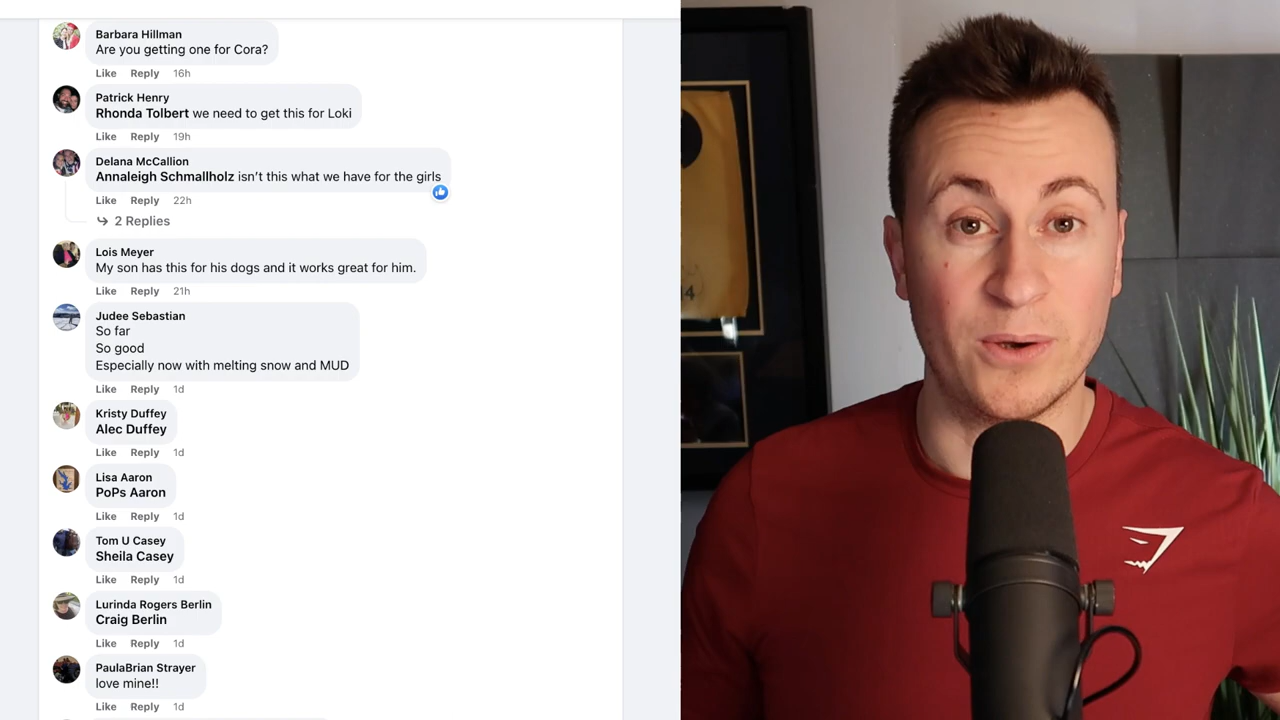 Barbara Hillman
Are you getting one for Cora?
Like Reply 16h
Patrick Henry
Rhonda Tolbert we need to get this for Loki
Like Reply 19h
Delana McCallion
Annaleigh Schmallholz isn’t this what we have for the girls
Like Reply 22h
2 Replies
Lois Meyer
My son has this for his dogs and it works great for him.
Like Reply 21h
Judee Sebastian
So far
So good
Especially now with melting snow and MUD
Like Reply 1d
Kristy Duffey
Alec Duffey
Like Reply 1d
Lisa Aaron
PoPs Aaron
Like Reply 1d
Tom U Casey
Sheila Casey
Like Reply 1d
Lurinda Rogers Berlin
Craig Berlin
Like Reply 1d
PaulaBrian Strayer
love mine!!
Like Reply 1d
14